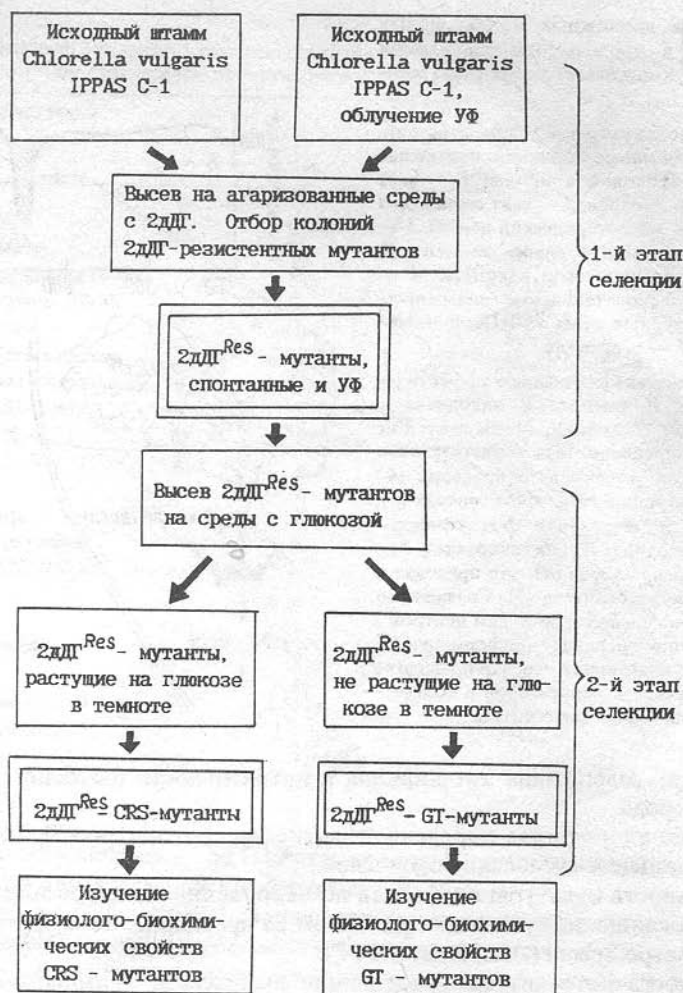 Исходный штамм
Chlorella vulgaris
IPPAS C-1
Исходный штамм
Chlorella vulgaris
IPPAS C-1,
облучение УФ
Высев на агаризованные среды
с 2дДГ. Отбор колоний
2дДГ-резистентных мутантов
1-й этап
селекции
2дДГRes - мутанты,
спонтанные и УФ
Высев 2дДГRes- мутантов
на среды с глюкозой
2дДГRes- мутанты,
растущие на глюкозе
в темноте
2дДГRes- мутанты,
не растущие на глю-
козе в темноте
2-й этап
селекции
2дДГRes- CRS-мутанты
2дДГRes- GT-мутанты
Изучение
физиолого-биохими-
ческих свойств
CRS - мутантов
Изучение
физиолого-биохими-
ческих свойств
GT - мутантов